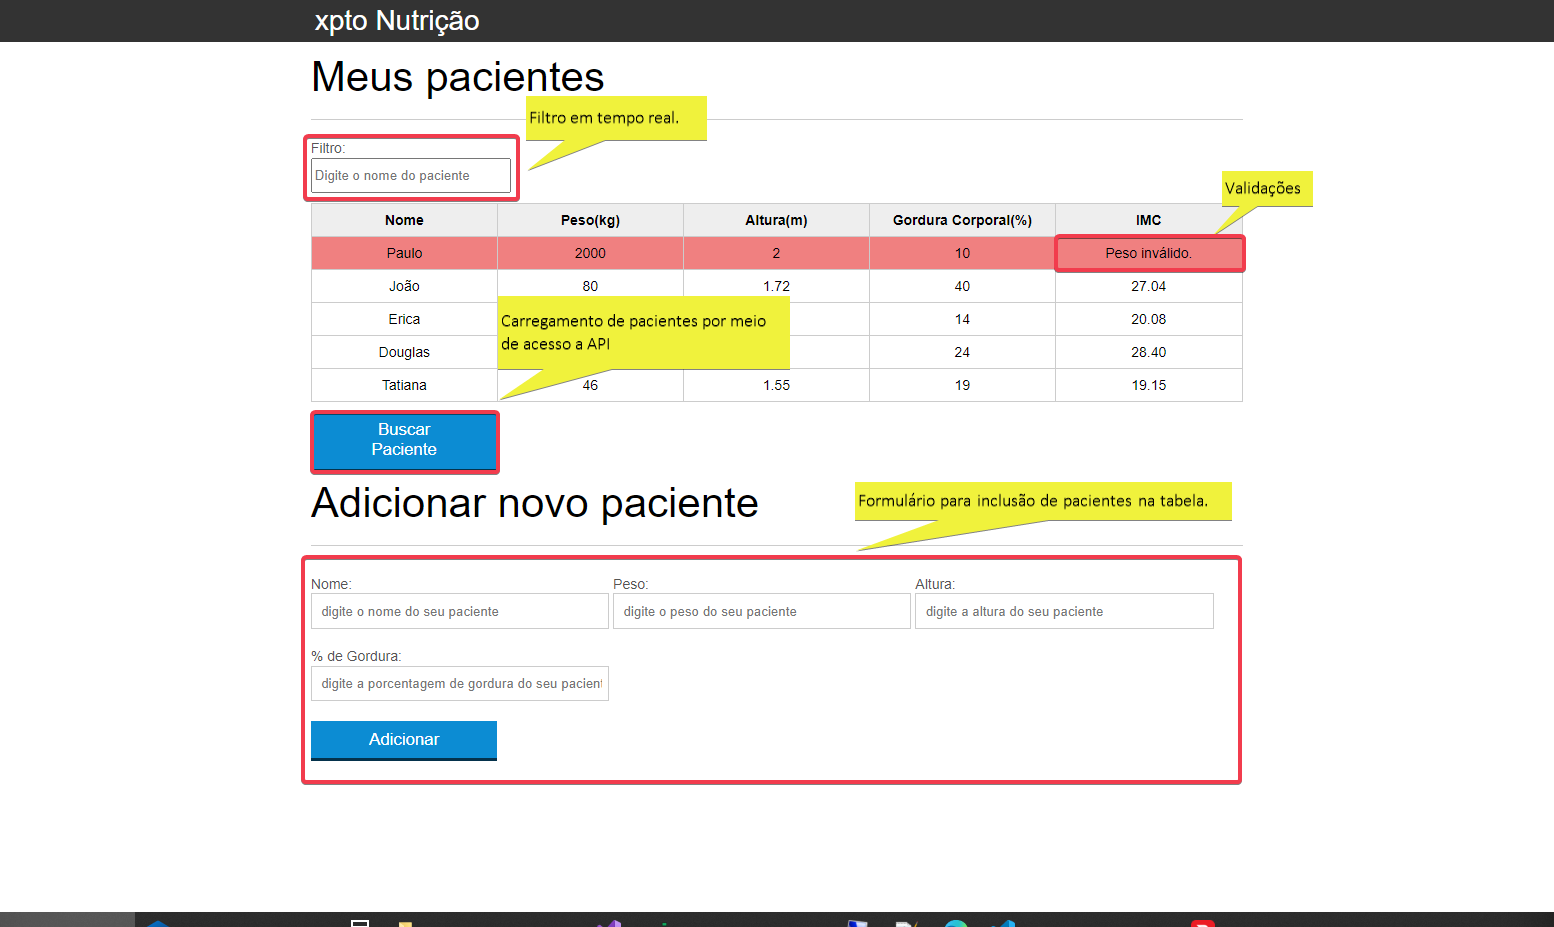 xpto Nutrição
Meus pacientes
Filtro em tempo real.
Filtro:
Digite o nome do paciente
Validações
Nome Peso(kg) Altura(m) Gordura Corporal(%) IMC
Paulo 2000 2 10 Peso inválido.
João 80 1.72 40 27.04
Erica 14 20.08
Carregamento de pacientes por meio
de acesso a API
Douglas 24 28.40
Tatiana 46 1.55 19 19.15
Buscar
Paciente
Adicionar novo paciente
Formulário para inclusão de pacientes na tabela.
Nome: Peso: Altura:
digite o nome do seu paciente digite o peso do seu paciente digite a altura do seu paciente
% de Gordura:
digite a porcentagem de gordura do seu pacient
Adicionar